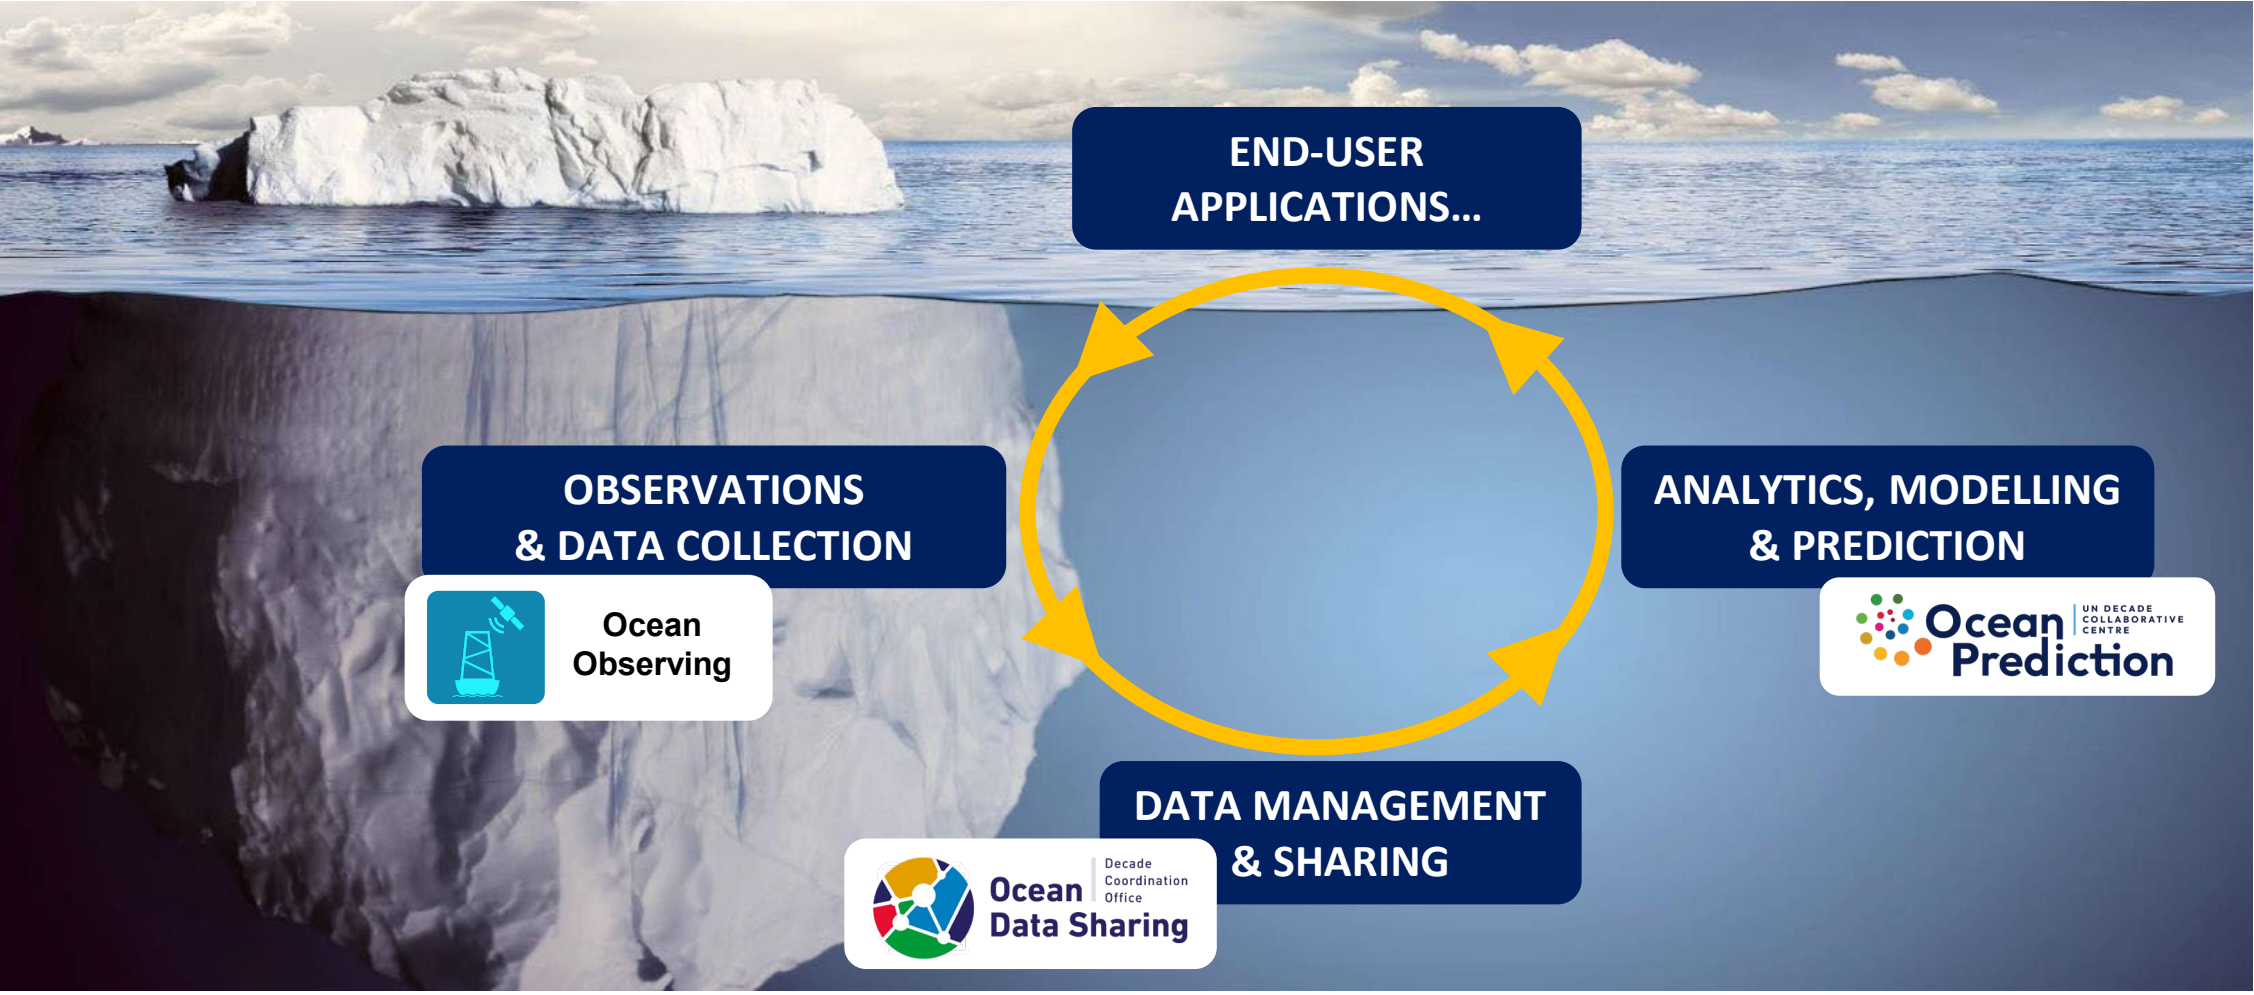 END-USER
APPLICATIONS...
OBSERVATIONS
& DATA COLLECTION
Ocean
Observing
ANALYTICS, MODELLING
& PREDICTION
Ocean
Prediction
UN DECADE
COLLABORATIVE
CENTRE
DATA MANAGEMENT
& SHARING
Ocean
Data Sharing
Decade
Coordination
Office